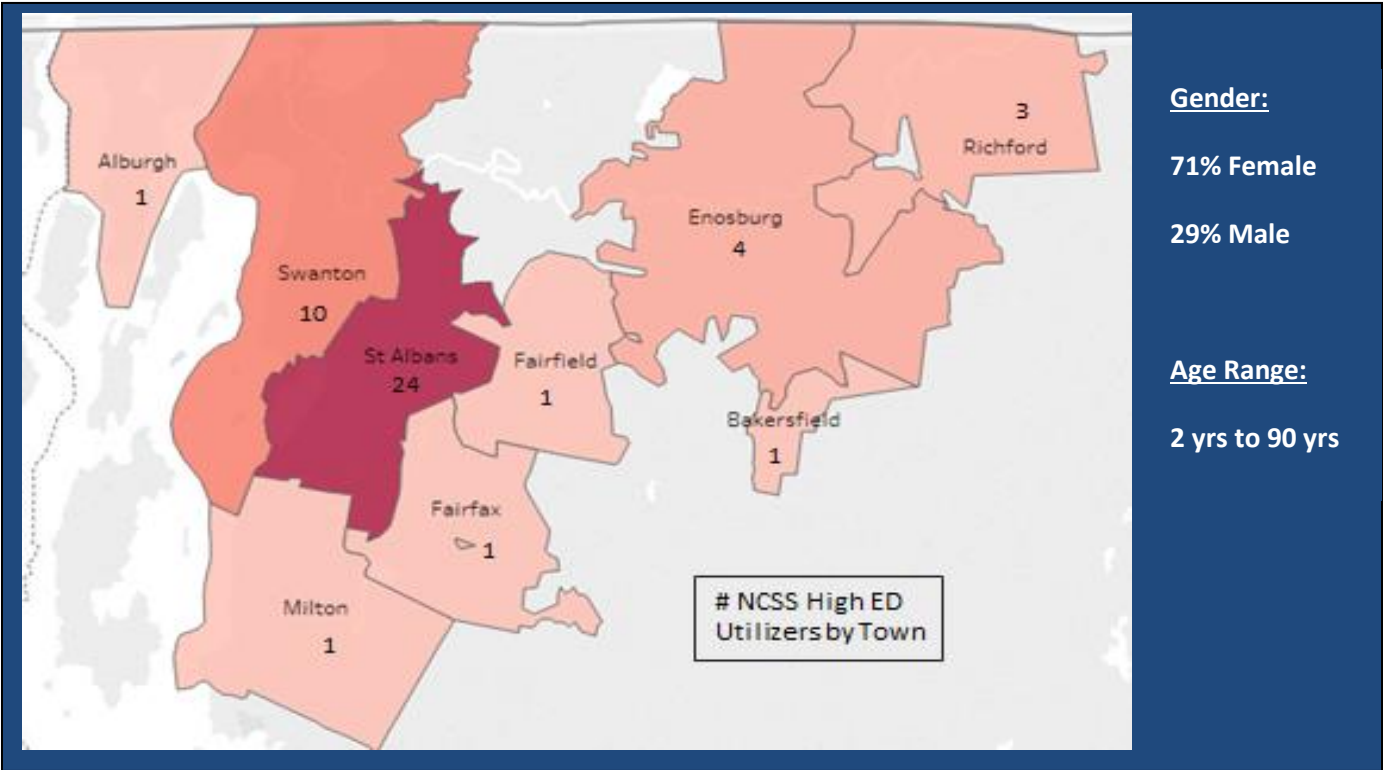 Alburgh
1
Swanton
10
St Albans
24
Fairfield
1
Enosburg
4
3
Richford
Bakersfield
1
Fairfax
1
Milton
1
# NCSS High ED
Utilizers by Town
Gender:
71% Female
29% Male
Age Range:
2 yrs to 90 yrs